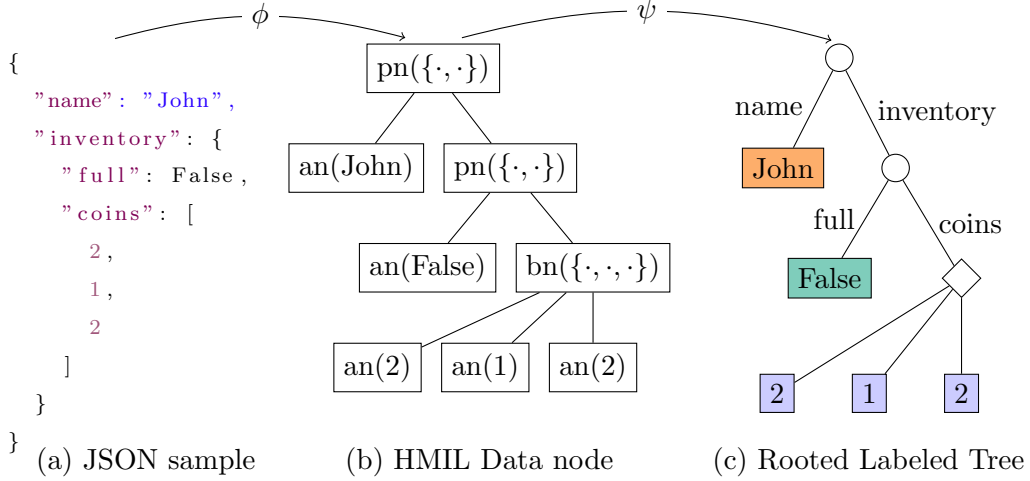 ϕ
ψ
{
"name": "John",
"inventory": {
"full": False,
"coins": [
2,
1,
2
]
}
}
pn({·, ·})
an(John)
pn({·, ·})
an(False)
bn({·, ·, ·})
an(2)
an(1)
an(2)
name
inventory
John
full
coins
False
2
1
2
(a) JSON sample
(b) HMIL Data node
(c) Rooted Labeled Tree